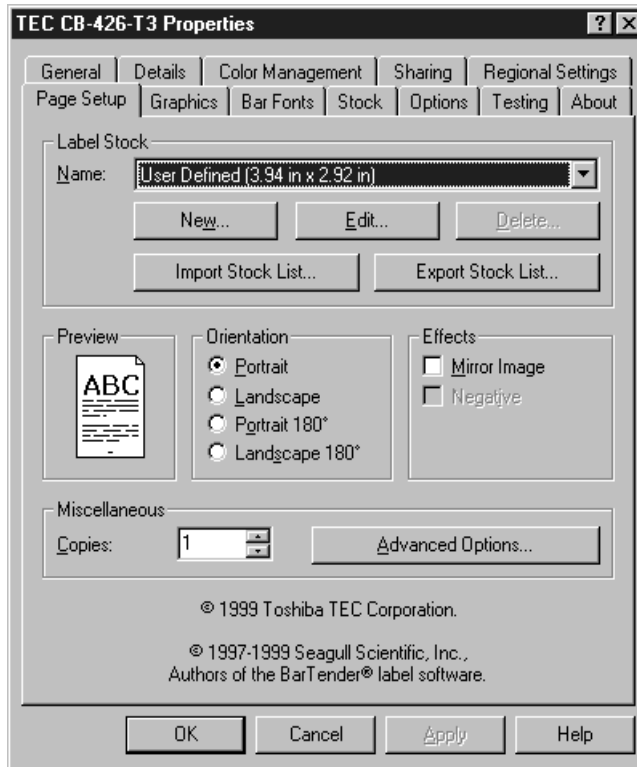 TEC CB-426-T3 Properties ? ×
General Details Color Management Sharing Regional Settings
Page Setup Graphics Bar Fonts Stock Options Testing About
Label Stock
Name: User Defined (3.94 in x 2.92 in)
New... Edit... Delete...
Import Stock List... Export Stock List...
Preview
ABC
Orientation
Portrait
Landscape
Portrait 180°
Landscape 180°
Effects
Mirror Image
Negative
Miscellaneous
Copies: 1 Advanced Options...
© 1999 Toshiba TEC Corporation.
© 1997-1999 Seagull Scientific, Inc.,
Authors of the BarTender® label software.
OK Cancel Apply Help